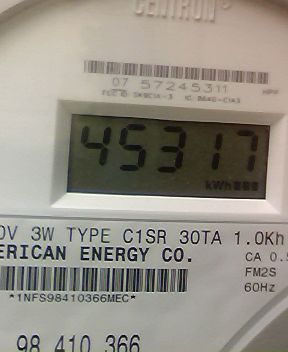 CENTRON
07 57245311
45317
kWh
0V 3W TYPE C1SR 30TA 1.0Kh
ERICAN ENERGY CO.
CA 0.5
FM2S
*1NFS98410366MEC*
60Hz
98 410 366